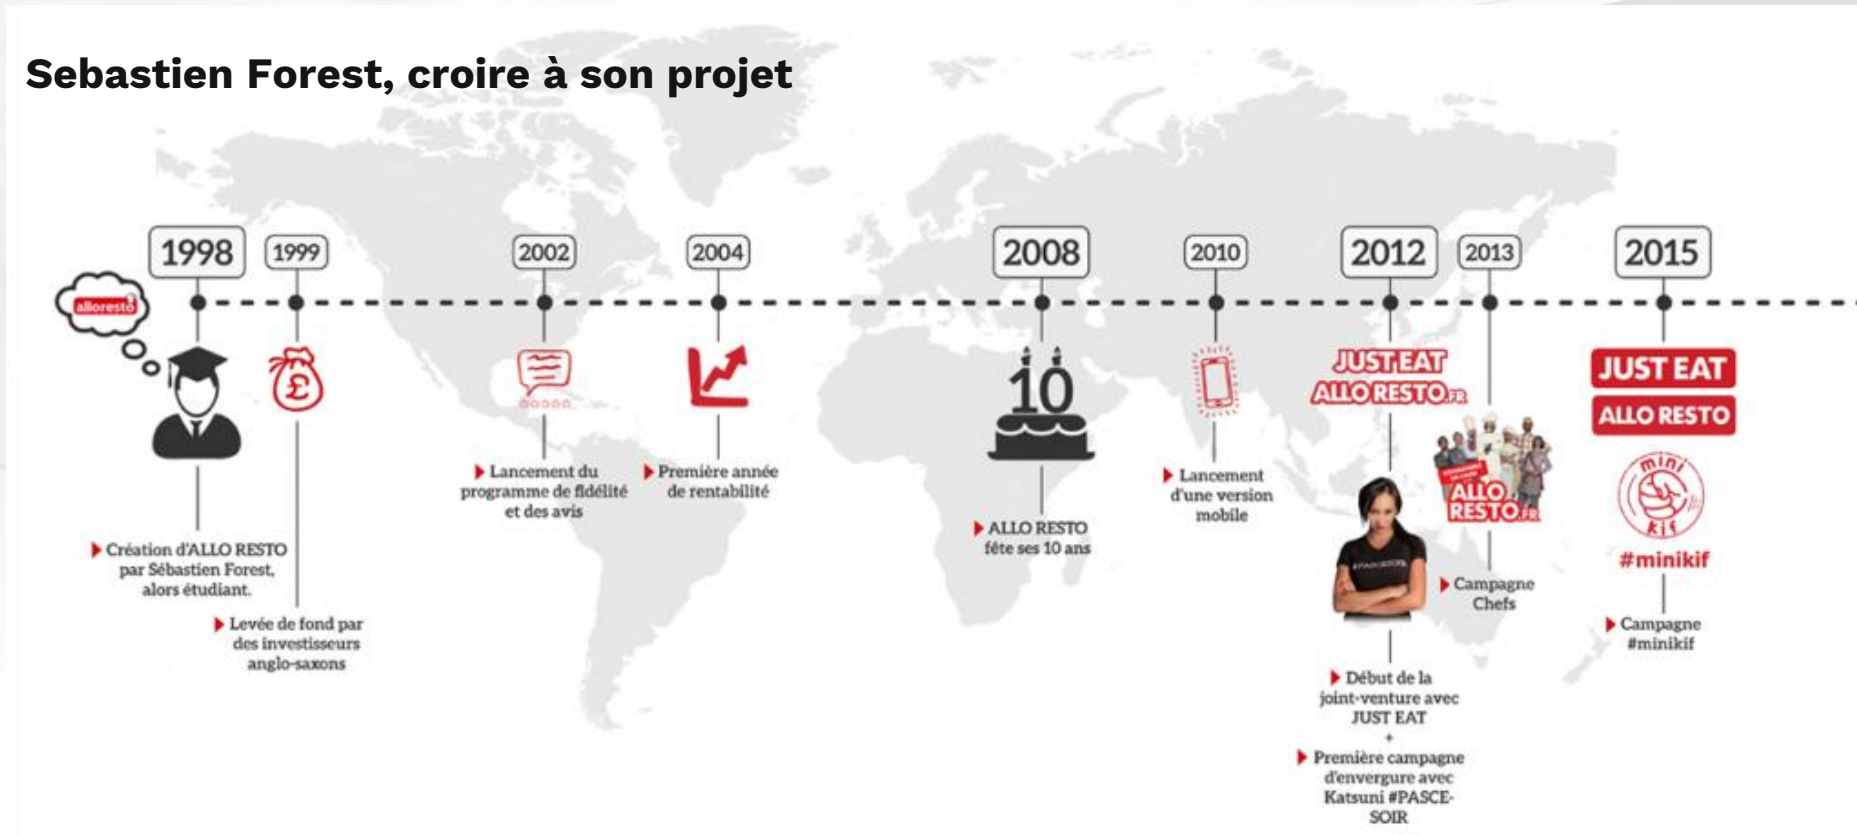 Sebastien Forest, croire à son projet
1998
1999
2002
2004
2008
2010
2012
2013
2015
alloresto
£
10
JUST EAT
ALLO RESTO.FR
JUST EAT
ALLO RESTO
mini
kif
#minikif
ALLO
RESTO.FR
▶ Création d'ALLO RESTO
par Sébastien Forest,
alors étudiant.
▶ Levée de fond par
des investisseurs
anglo-saxons
▶ Lancement du
programme de fidélité
et des avis
▶ Première année
de rentabilité
▶ ALLO RESTO
fête ses 10 ans
▶ Lancement
d'une version
mobile
▶ Début de la
joint-venture avec
JUST EAT
+
▶ Première campagne
d'envergure avec
Katsuni #PASCE-
SOIR
▶ Campagne
Chefs
▶ Campagne
#minikif